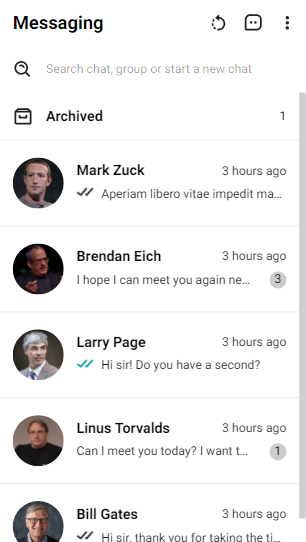 Messaging
Search chat, group or start a new chat
Archived 1
Mark Zuck 3 hours ago
Aperiam libero vitae impedit ma...
Brendan Eich 3 hours ago
I hope I can meet you again ne... 3
Larry Page 3 hours ago
Hi sir! Do you have a second?
Linus Torvalds 3 hours ago
Can I meet you today? I want t... 1
Bill Gates 3 hours ago
Hi sir, thank you for taking the ti...